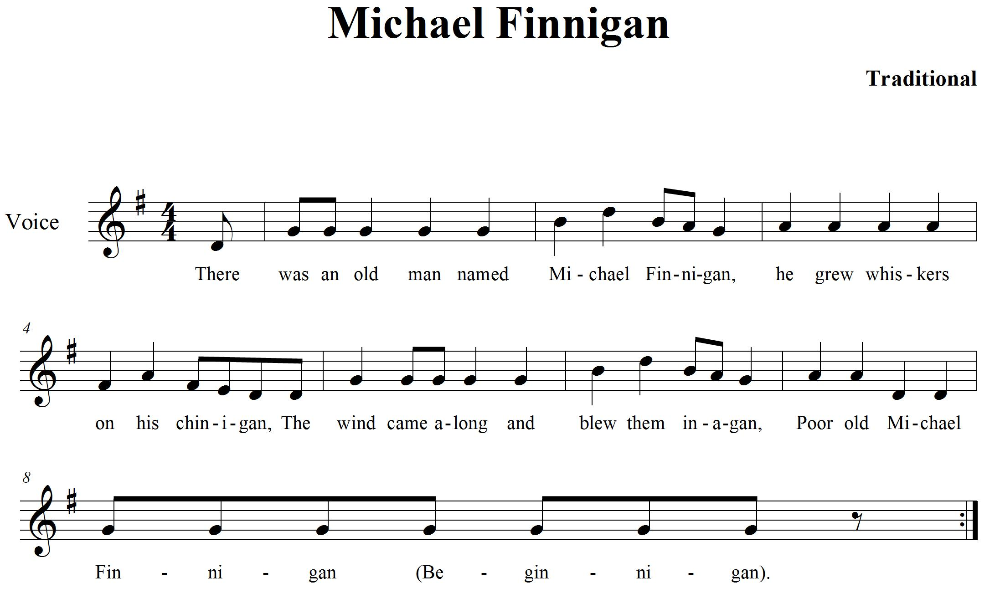 Michael Finnigan
Traditional
Voice
4
4
There was an old man named Mi - chael Fin-ni-gan, he grew whis - kers
4
on his chin-i-gan, The wind came a-long and blew them in-a-gan, Poor old Mi-chael
8
Fin - ni - gan (Be - gin - ni - gan).